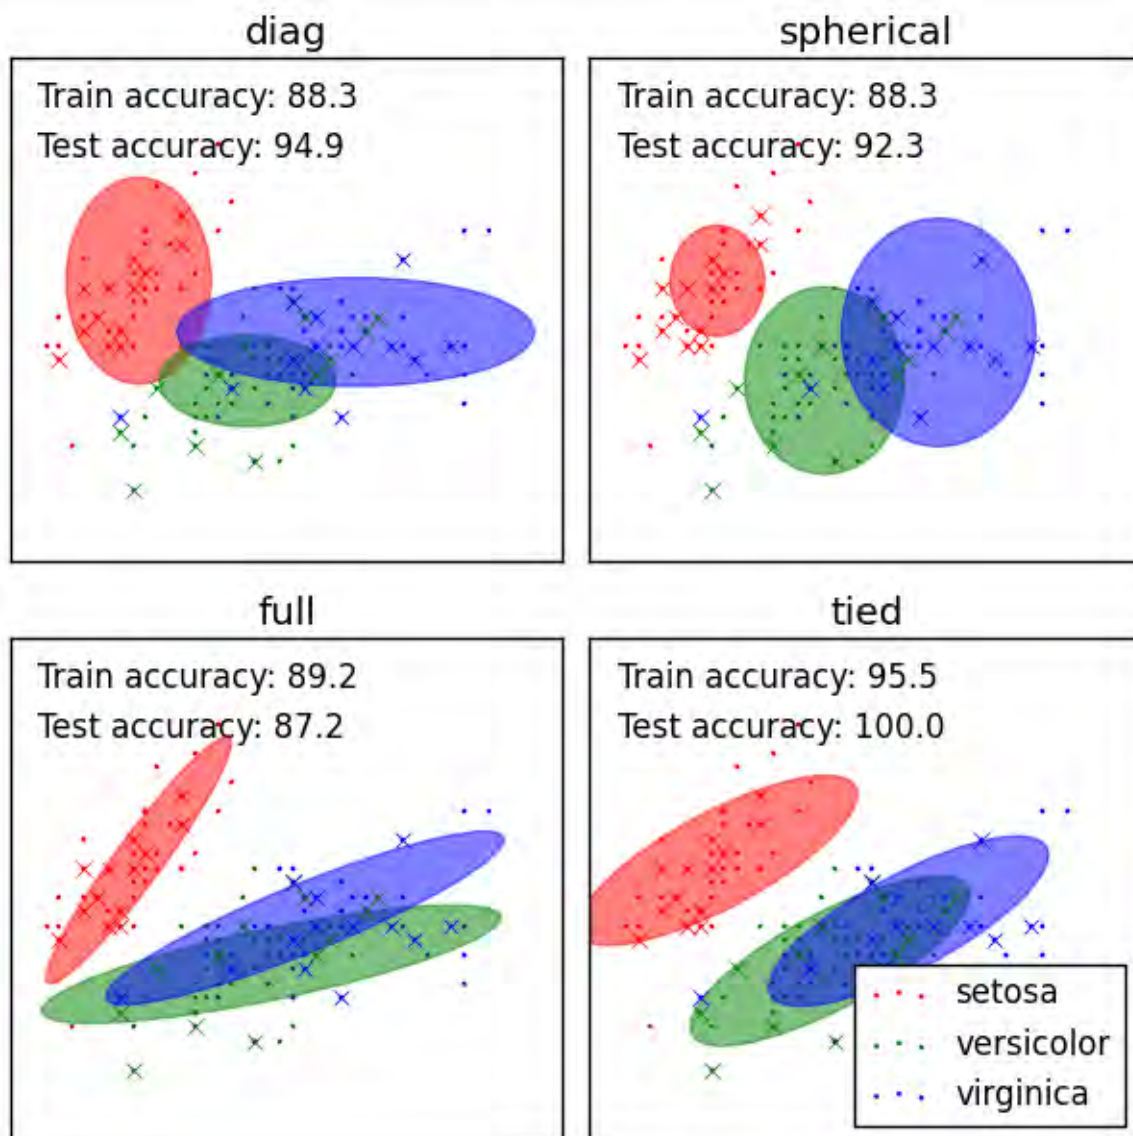 diag
Train accuracy: 88.3
Test accuracy: 94.9
spherical
Train accuracy: 88.3
Test accuracy: 92.3
full
Train accuracy: 89.2
Test accuracy: 87.2
tied
Train accuracy: 95.5
Test accuracy: 100.0
setosa
versicolor
virginica